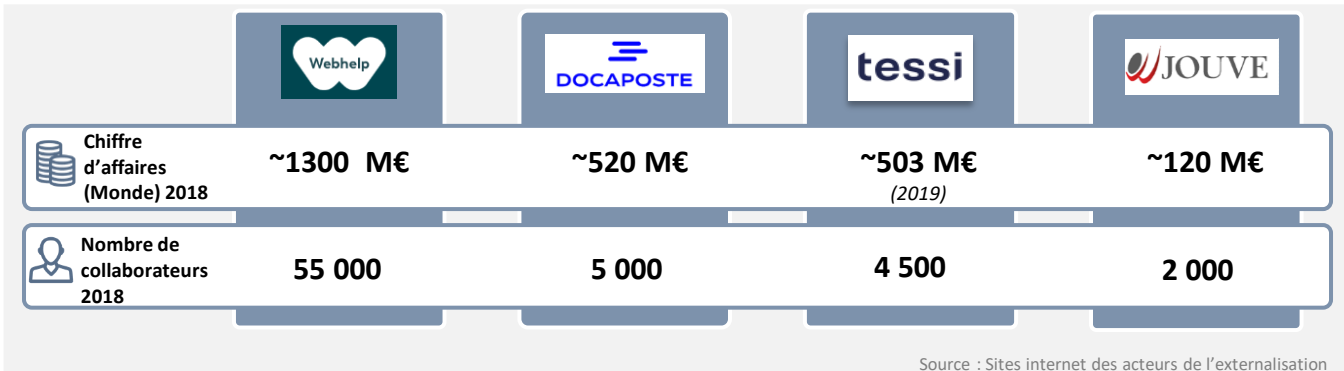 Webhelp
DOCAPOSTE
tessi
JOUVE
Chiffre
d’affaires
(Monde) 2018
~1300 M€
~520 M€
~503 M€
(2019)
~120 M€
Nombre de
collaborateurs
2018
55 000
5 000
4 500
2 000
Source : Sites internet des acteurs de l’externalisation